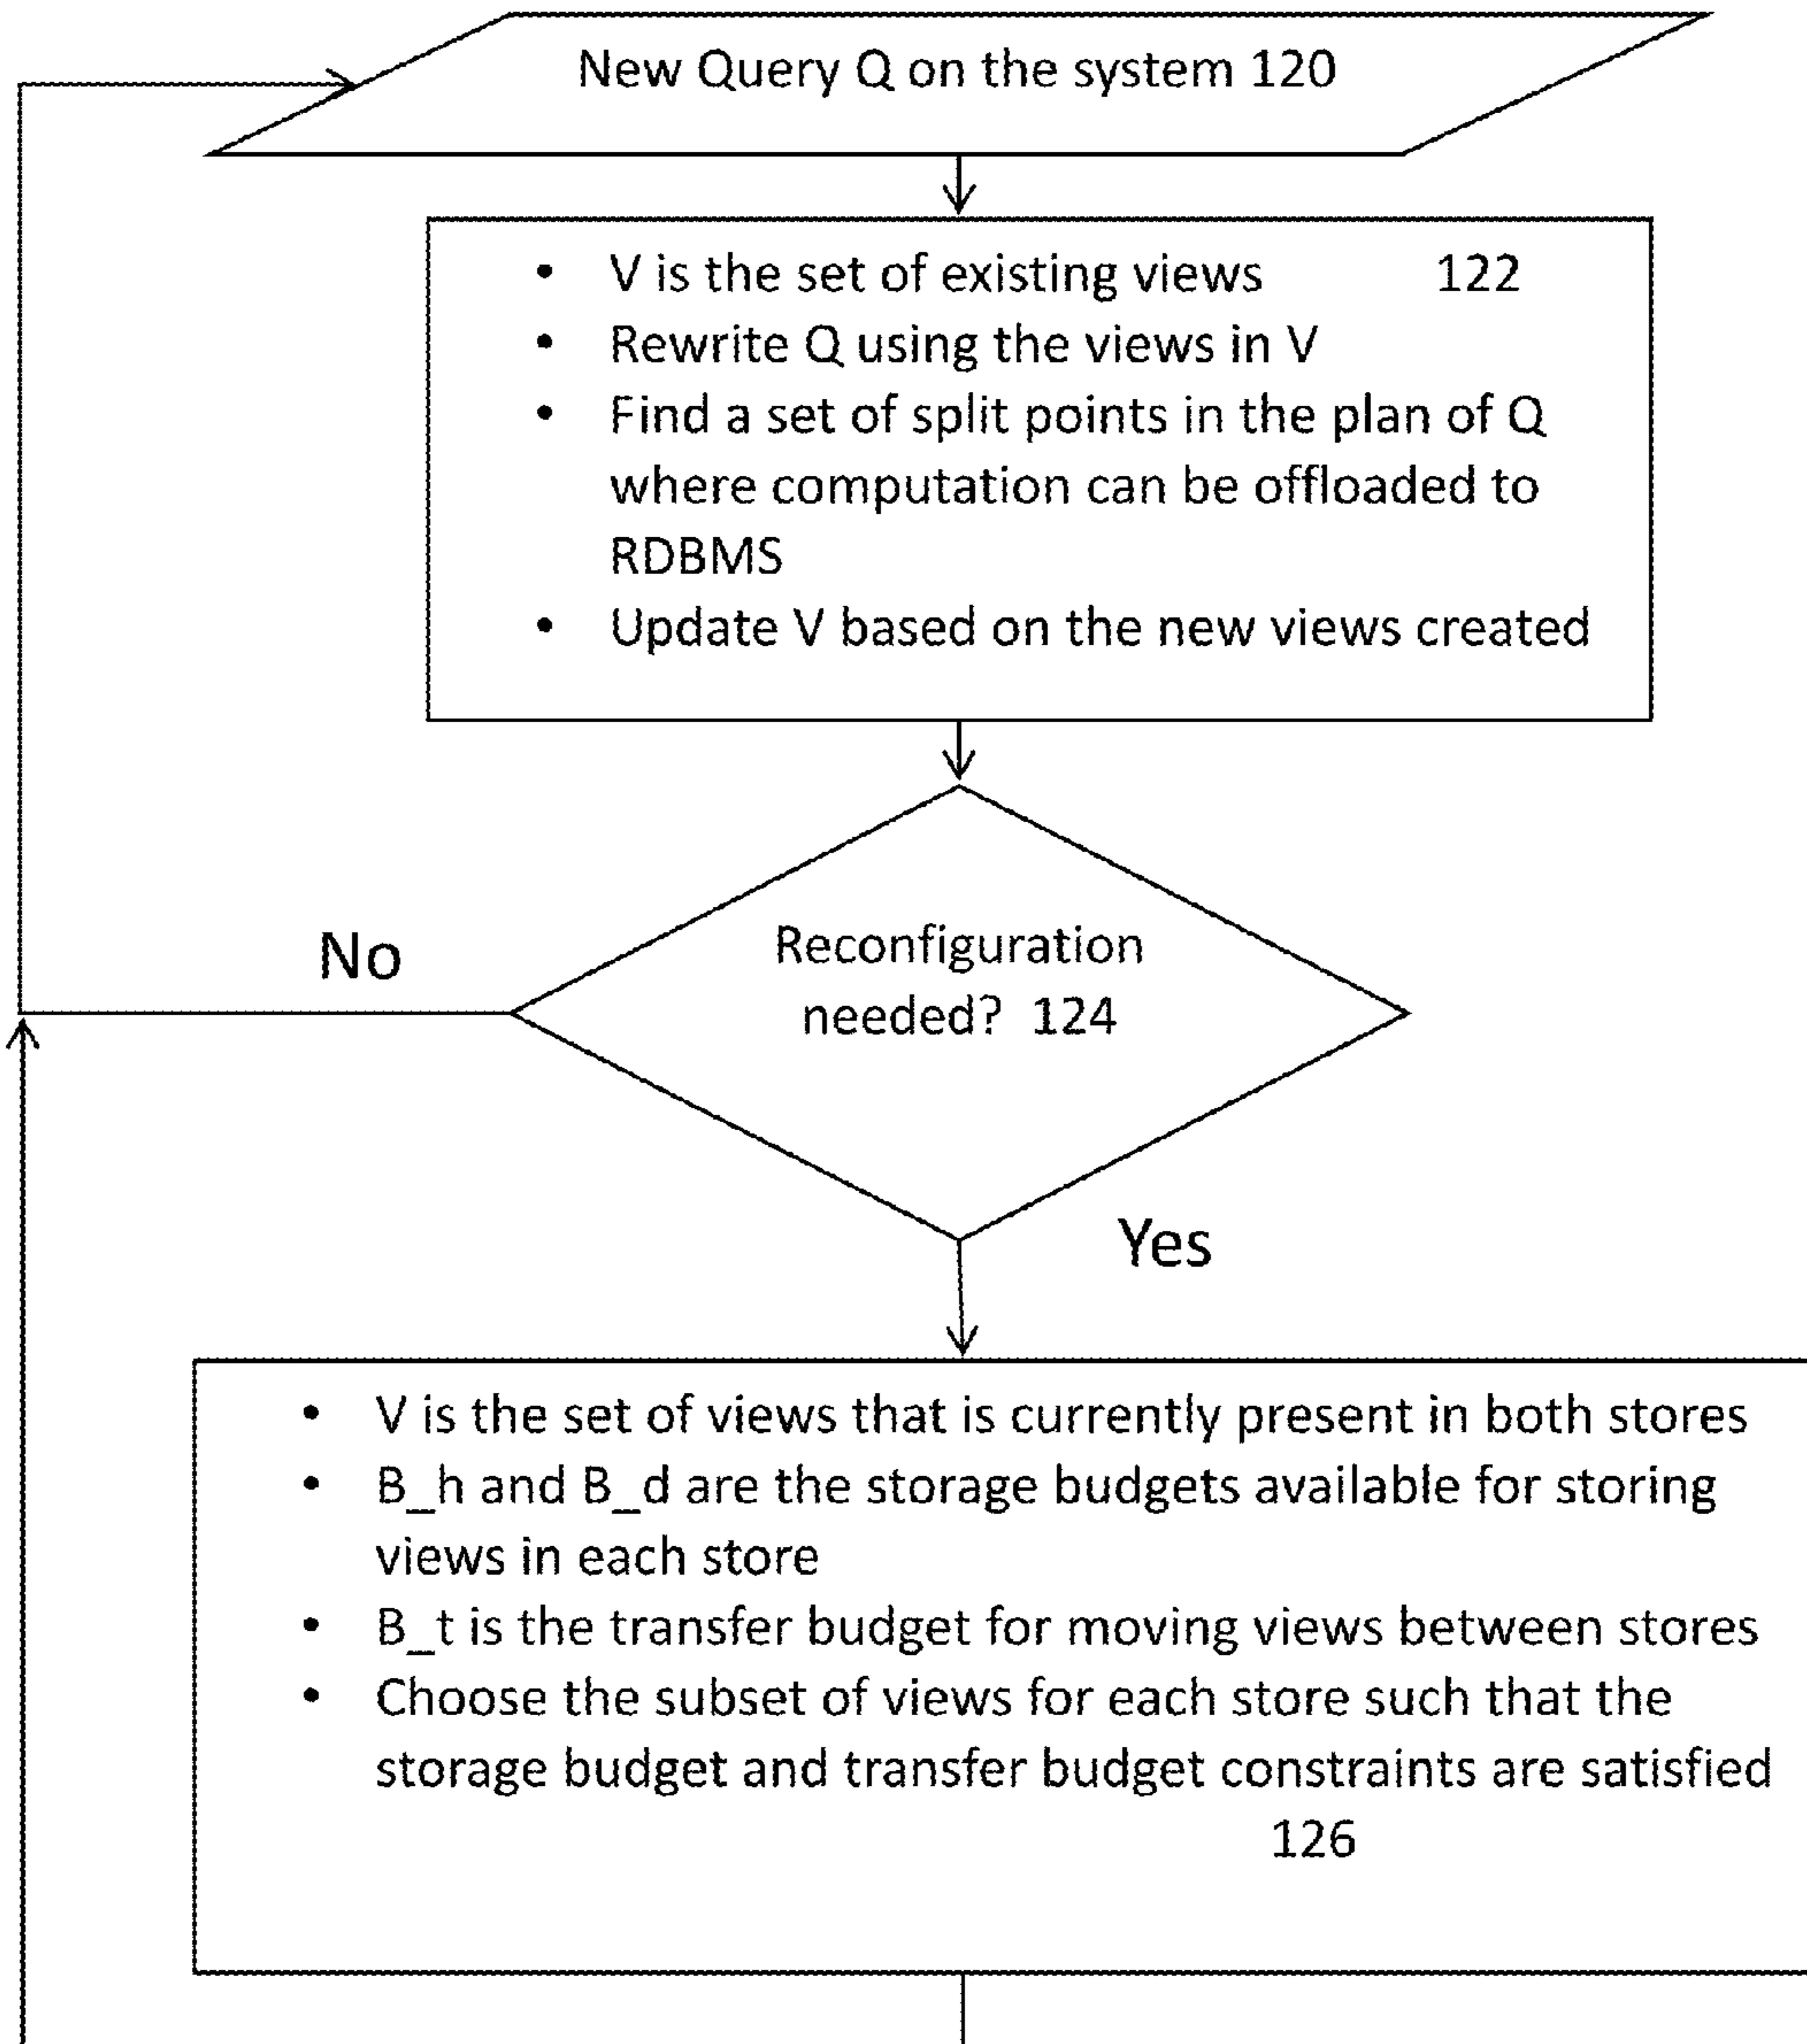 New Query Q on the system 120
• V is the set of existing views 122
• Rewrite Q using the views in V
• Find a set of split points in the plan of Q
where computation can be offloaded to
RDBMS
• Update V based on the new views created
No
Reconfiguration
needed? 124
Yes
• V is the set of views that is currently present in both stores
• B_h and B_d are the storage budgets available for storing
views in each store
• B_t is the transfer budget for moving views between stores
• Choose the subset of views for each store such that the
storage budget and transfer budget constraints are satisfied
126